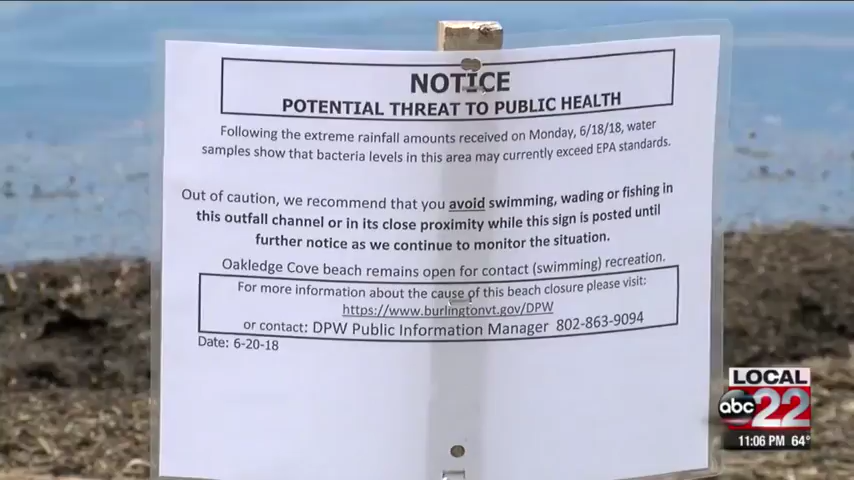 NOTICE
POTENTIAL THREAT TO PUBLIC HEALTH
Following the extreme rainfall amounts received on Monday, 6/18/18, water
samples show that bacteria levels in this area may currently exceed EPA standards.
Out of caution, we recommend that you avoid swimming, wading or fishing in
this outfall channel or in its close proximity while this sign is posted until
further notice as we continue to monitor the situation.
Oakledge Cove beach remains open for contact (swimming) recreation.
For more information about the cause of this beach closure please visit:
https://www.burlingtonvt.gov/DPW
or contact: DPW Public Information Manager 802-863-9094
Date: 6-20-18
LOCAL
abc 22
11:06 PM 64°